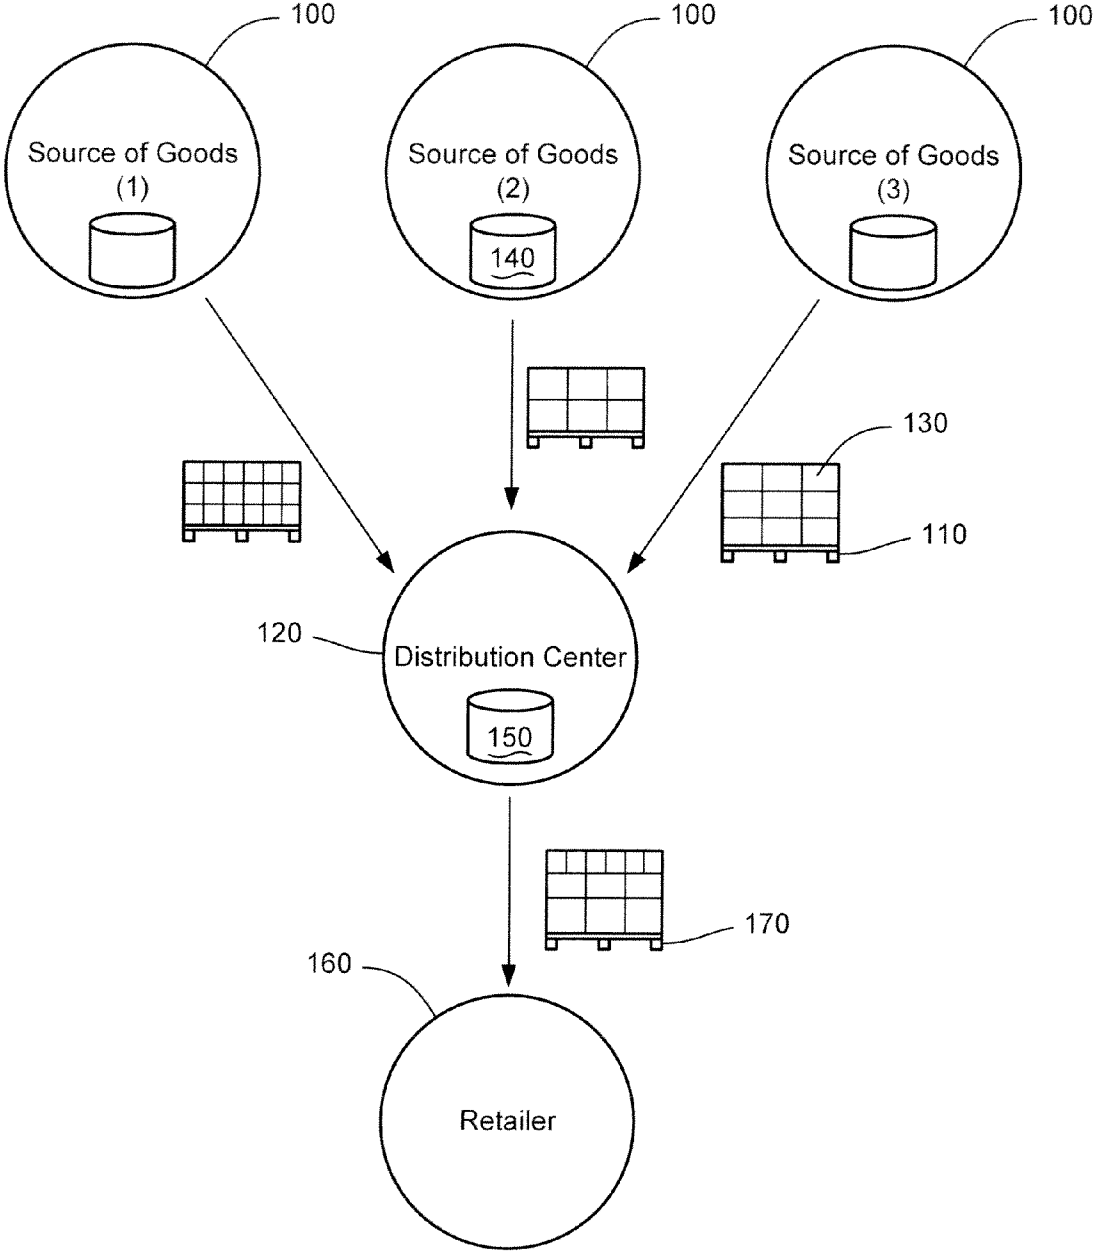 100
100
100
Source of Goods
(1)
Source of Goods
(2)
Source of Goods
(3)
140
130
110
120
Distribution Center
150
170
160
Retailer